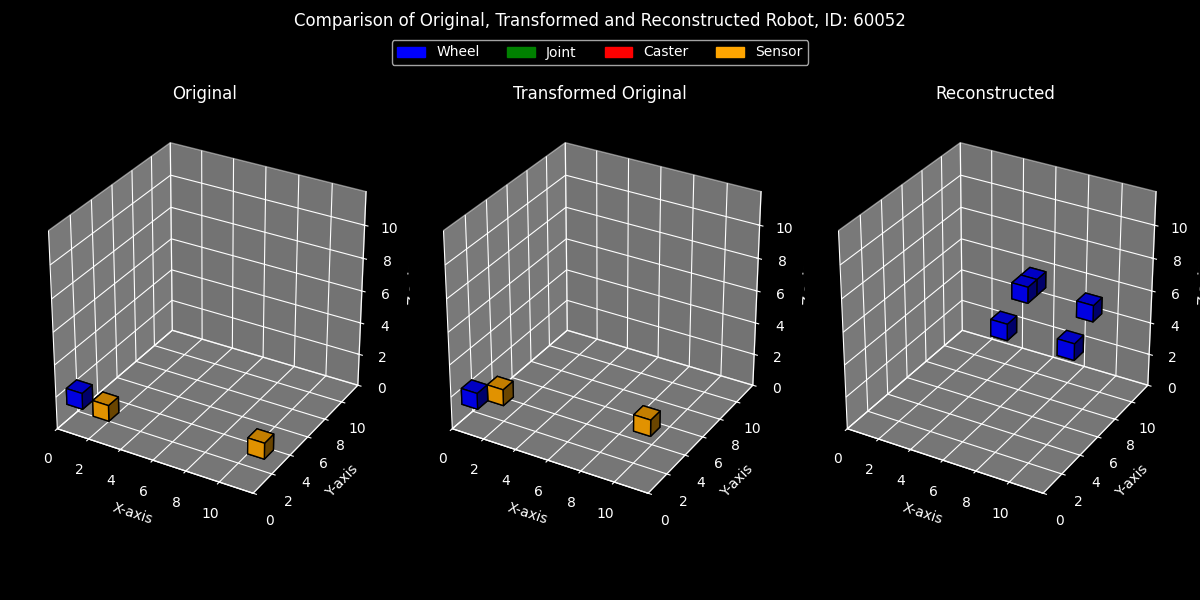 Comparison of Original, Transformed and Reconstructed Robot, ID: 60052
Wheel Joint Caster Sensor
Original
10
8
6
4
2
0
0 2 4 6 8 10
X-axis
0 2 4 6 8 10
Y-axis
Transformed Original
10
8
6
4
2
0
0 2 4 6 8 10
X-axis
0 2 4 6 8 10
Y-axis
Reconstructed
10
8
6
4
2
0
0 2 4 6 8 10
X-axis
0 2 4 6 8 10
Y-axis